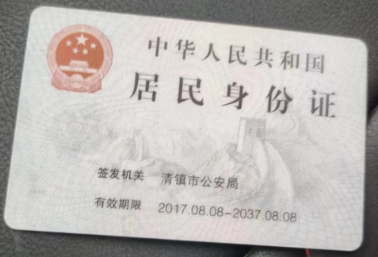 中华人民共和国
居民身份证
签发机关 清镇市公安局
有效期限 2017.08.08-2037.08.08